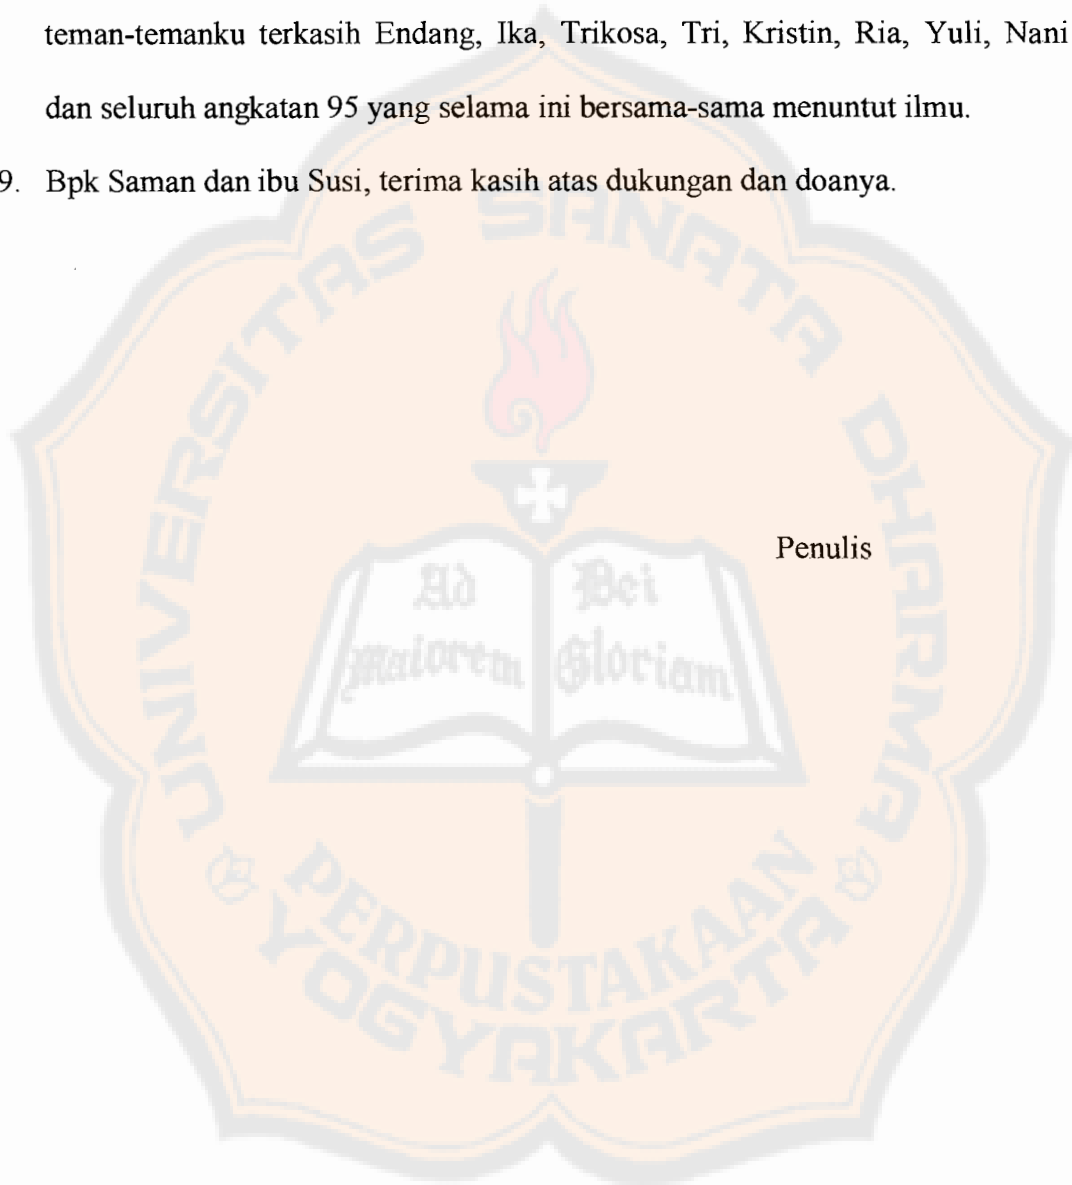 teman-temanku terkasih Endang, Ika, Trikosa, Tri, Kristin, Ria, Yuli, Nani
dan seluruh angkatan 95 yang selama ini bersama-sama menuntut ilmu.
9. Bpk Saman dan ibu Susi, terima kasih atas dukungan dan doanya.
UNIVERSITAS SANATA DHARMA
Penulis
Ad Dei
maiorem Gloriam
PERPUSTAKAAN
YOGYAKARTA